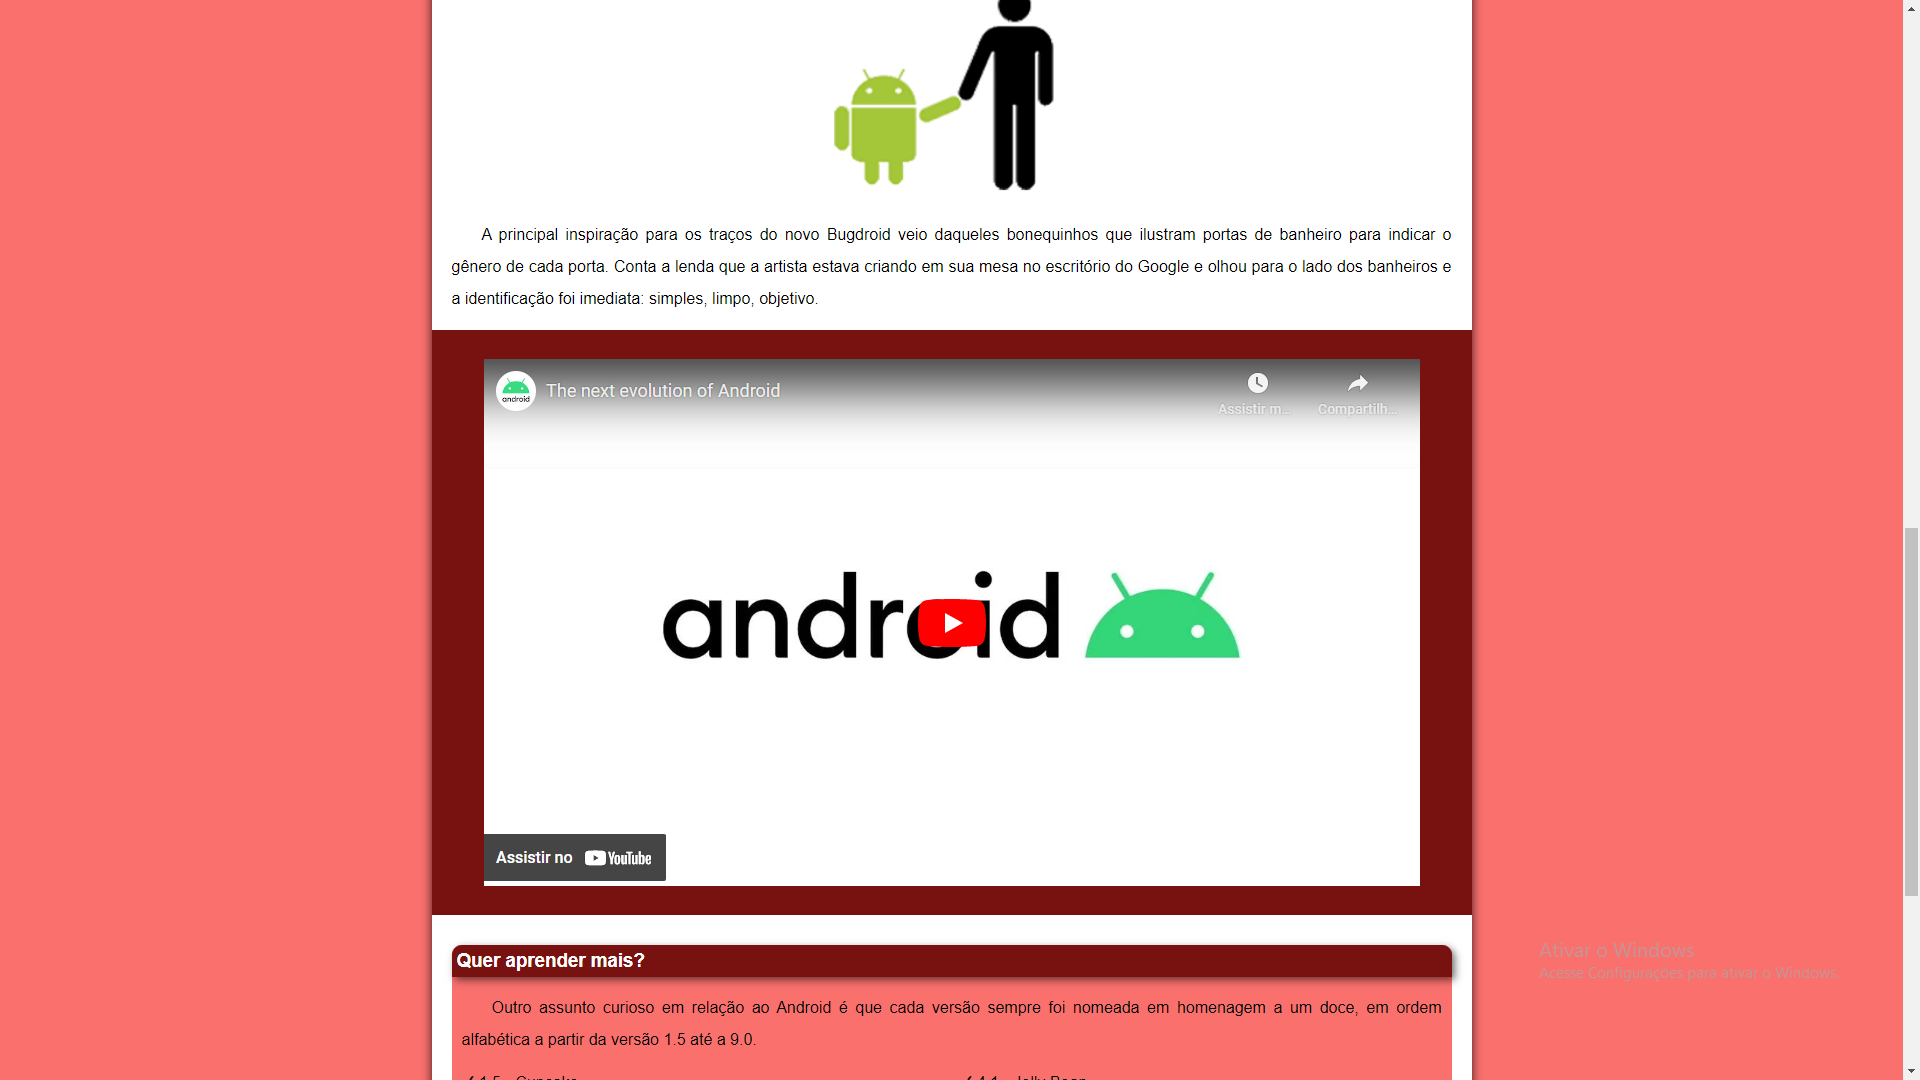 A principal inspiração para os traços do novo Bugdroid veio daqueles bonequinhos que ilustram portas de banheiro para indicar o
gênero de cada porta. Conta a lenda que a artista estava criando em sua mesa no escritório do Google e olhou para o lado dos banheiros e
a identificação foi imediata: simples, limpo, objetivo.
android
The next evolution of Android
Assistir m...
Compartilh...
android
Assistir no YouTube
Quer aprender mais?
Outro assunto curioso em relação ao Android é que cada versão sempre foi nomeada em homenagem a um doce, em ordem
alfabética a partir da versão 1.5 até a 9.0.
Ativar o Windows
Acesse Configurações para ativar o Windows.